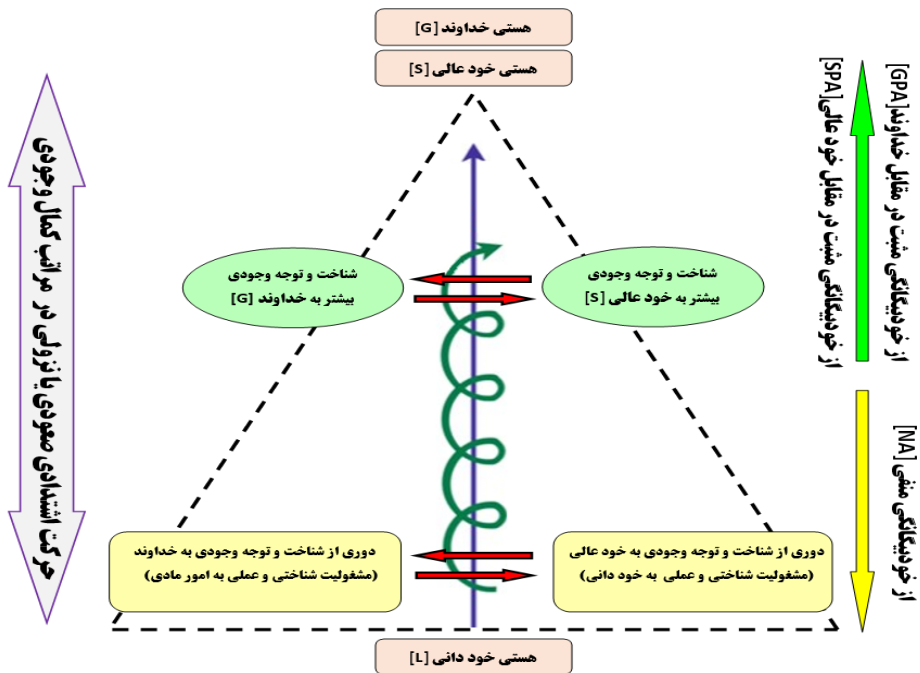 هستی خداوند [G]
هستی خود عالی [S]
از خودبیگانگی مثبت در مقابل خداوند[GPA]
از خودبیگانگی مثبت در مقابل خود عالی[SPA]
از خودبیگانگی منفی [NA]
شناخت و توجه وجودی
بیشتر به خود عالی [S]
شناخت و توجه وجودی
بیشتر به خداوند [G]
حرکت اشتدادی صعودی یا نزولی در مراتب کمال وجودی
دوری از شناخت و توجه وجودی به خود عالی
(مشغولیت شناختی و عملی به خود دانی)
دوری از شناخت و توجه وجودی به خداوند
(مشغولیت شناختی و عملی به امور مادی)
هستی خود دانی [L]